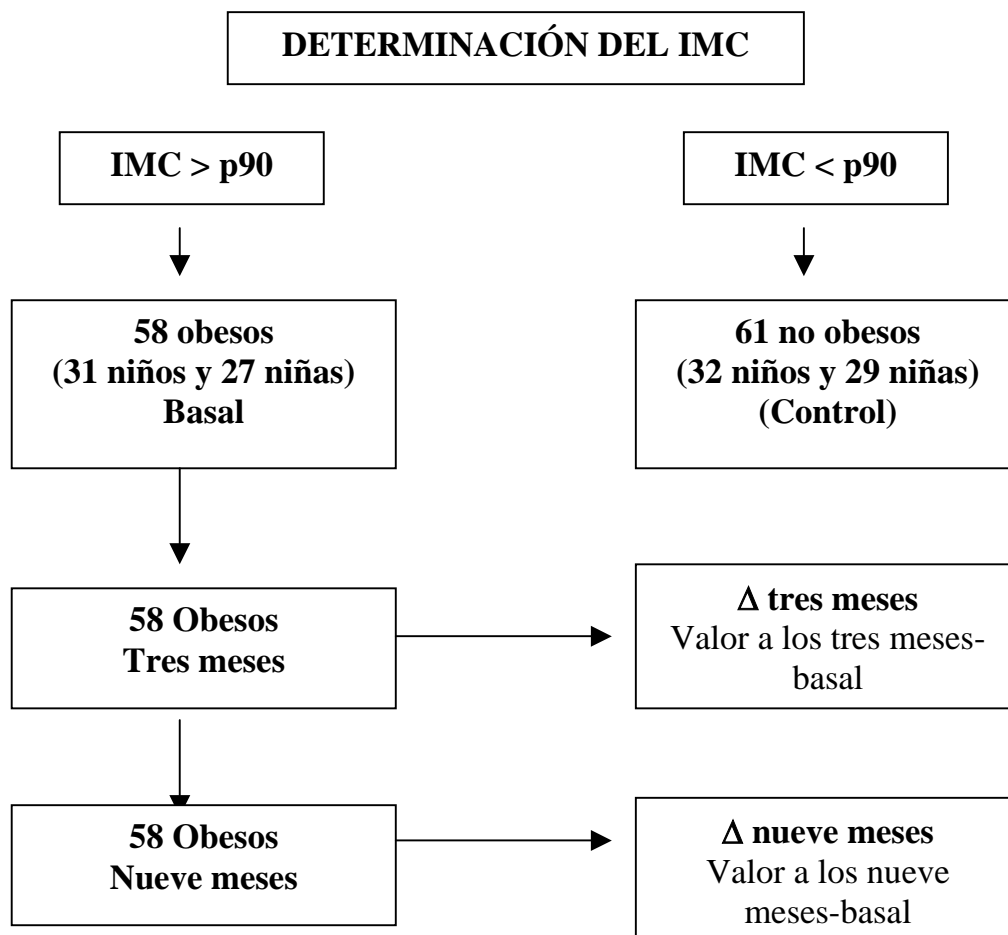 DETERMINACIÓN DEL IMC
IMC > p90
IMC < p90
58 obesos
(31 niños y 27 niñas)
Basal
61 no obesos
(32 niños y 29 niñas)
(Control)
58 Obesos
Tres meses
Δ tres meses
Valor a los tres meses-
basal
58 Obesos
Nueve meses
Δ nueve meses
Valor a los nueve
meses-basal